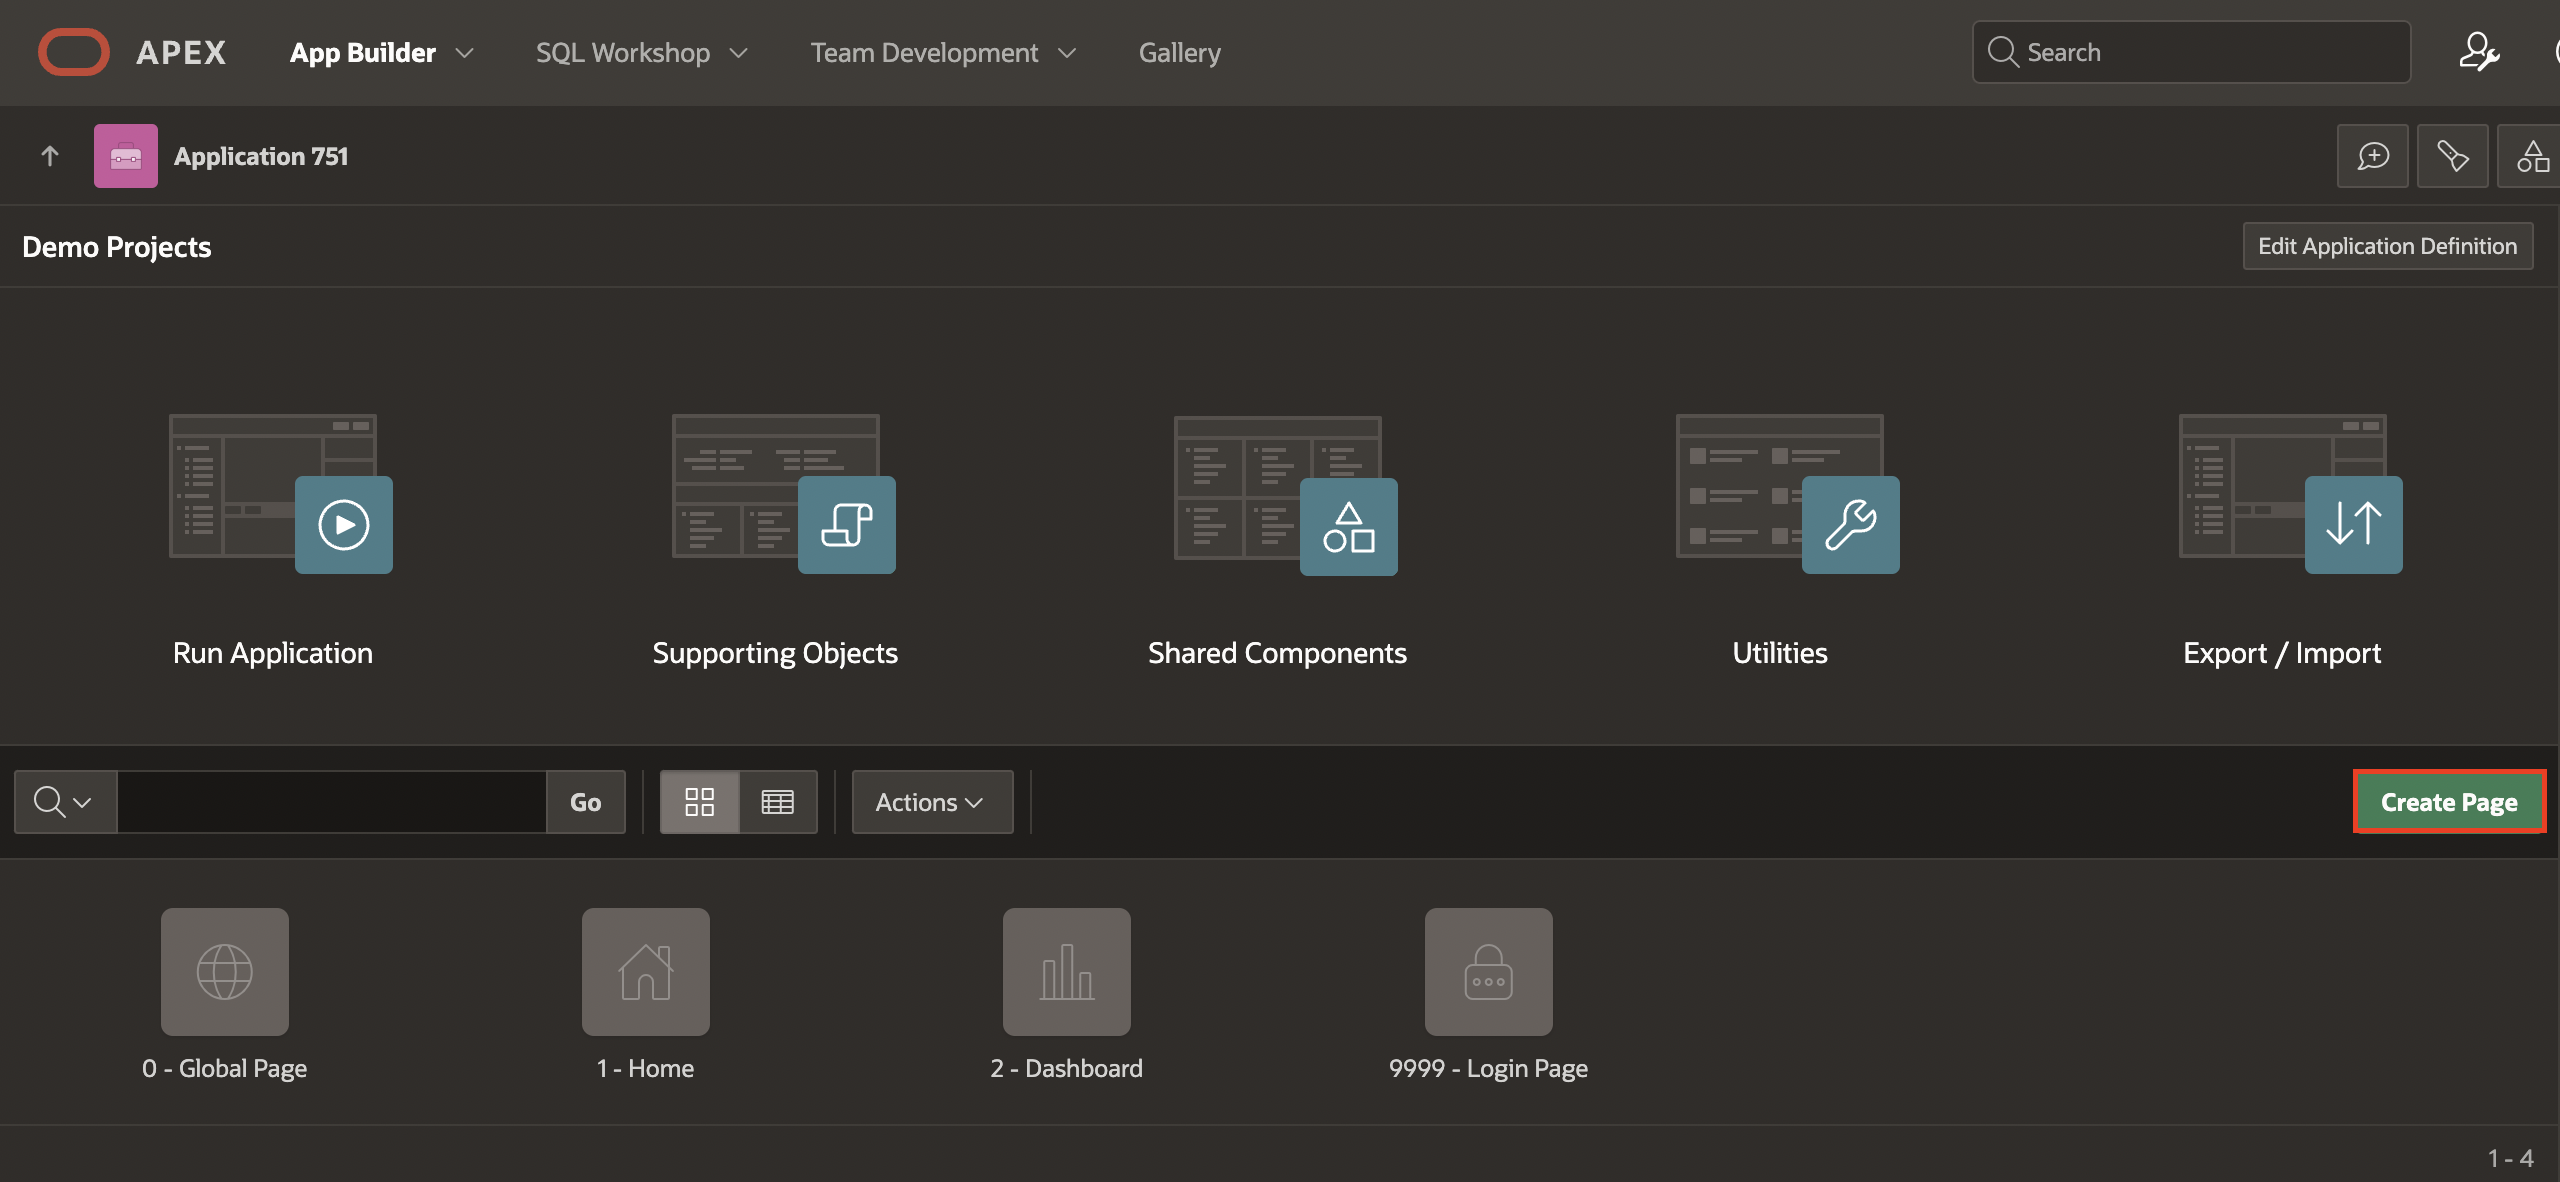 APEX App Builder SQL Workshop Team Development Gallery Search
Application 751
Demo Projects Edit Application Definition
Run Application Supporting Objects Shared Components Utilities Export / Import
Go Actions Create Page
0 - Global Page 1 - Home 2 - Dashboard 9999 - Login Page
1 - 4